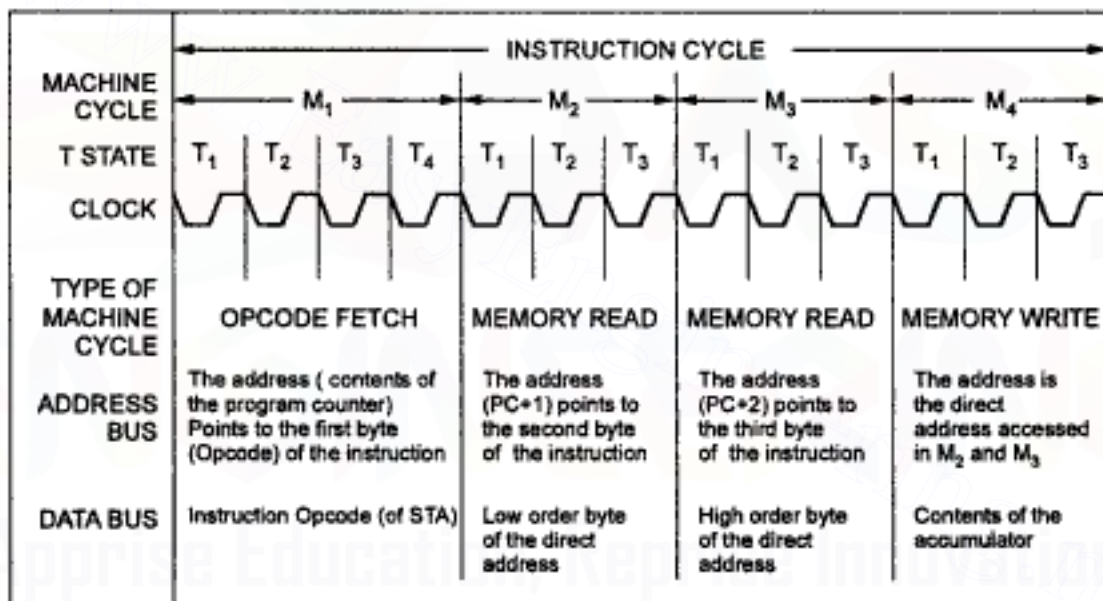 INSTRUCTION CYCLE
MACHINE CYCLE
M1 M2 M3 M4
T STATE
T1 T2 T3 T4 T1 T2 T3 T1 T2 T3 T1 T2 T3
CLOCK
TYPE OF MACHINE CYCLE
OPCODE FETCH
MEMORY READ
MEMORY READ
MEMORY WRITE
ADDRESS BUS
The address ( contents of
the program counter)
Points to the first byte
(Opcode) of the instruction
The address
(PC+1) points to
the second byte
of the instruction
The address
(PC+2) points to
the third byte
of the instruction
The address is
the direct
address accessed
in M2 and M3
DATA BUS
Instruction Opcode (of STA)
Low order byte
of the direct
address
High order byte
of the direct
address
Contents of the
accumulator
Apprise Education, Reprise Innovation